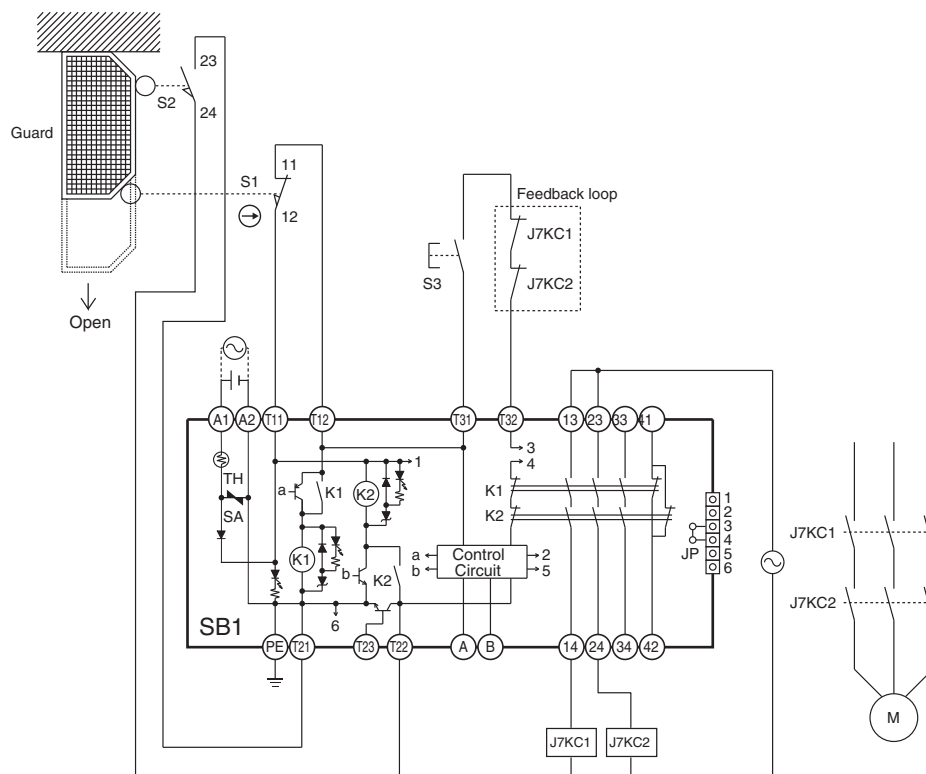 23
S2
24
Guard
11
S1
12
Feedback loop
J7KC1
S3
J7KC2
Open
A1
A2
T11
T12
T31
T32
13
23
33
41
3
1
4
TH
a
K1
K2
K1
SA
K2
1
2
3
4
5
6
JP
J7KC1
K1
b
K2
a
b
Control
Circuit
2
5
J7KC2
6
SB1
PE
T21
T23
T22
A
B
14
24
34
42
M
J7KC1
J7KC2